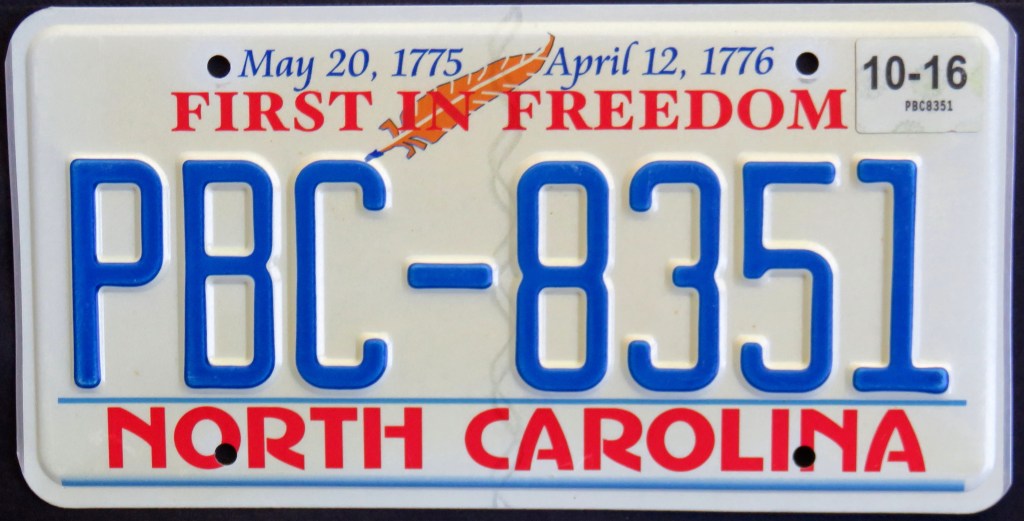 May 20, 1775 April 12, 1776
FIRST IN FREEDOM
10-16
PBC8351
PBC-8351
NORTH CAROLINA